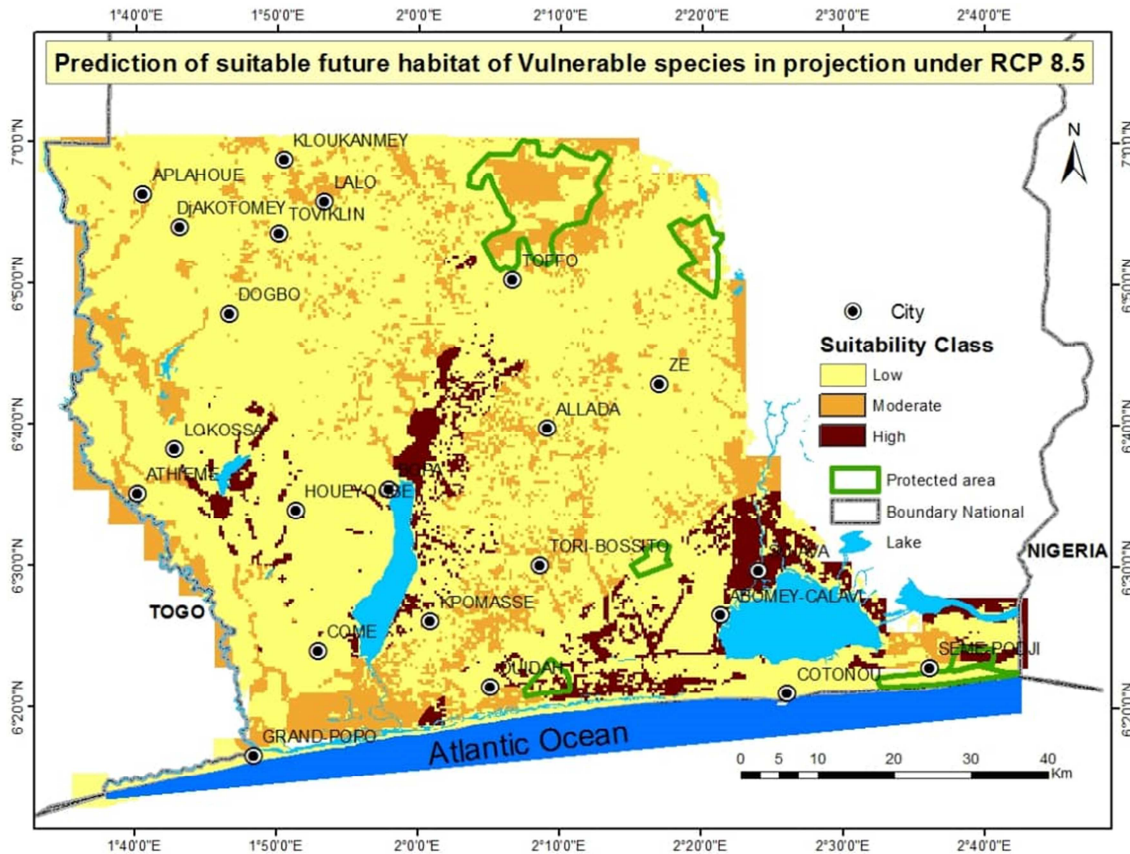 Prediction of suitable future habitat of Vulnerable species in projection under RCP 8.5
1°40'0"E 1°50'0"E 2°0'0"E 2°10'0"E 2°20'0"E 2°30'0"E 2°40'0"E
7°0'0"N 7°0'0"N
N
KLOUKANMEY
APLAHOUE
LALO
DjAKOTOMEY
TOVIKLIN
TOFFO
6°50'0"N 6°50'0"N
DOGBO
City
Suitability Class
Low
Moderate
High
Protected area
Boundary National
Lake
ZE
ALLADA
6°40'0"N 6°40'0"N
LOKOSSA
ATHIEME
BOPA
HOUEYOGBE
TORI-BOSSITO
6°30'0"N 6°30'0"N
NIGERIA
TOGO
ABOMEY-CALAVI
KPOMASSE
COME
OUIDAH
SEME-PODJI
COTONOU
6°20'0"N 6°20'0"N
GRAND-POPO
Atlantic Ocean
0 5 10 20 30 40
Km
1°40'0"E 1°50'0"E 2°0'0"E 2°10'0"E 2°20'0"E 2°30'0"E 2°40'0"E